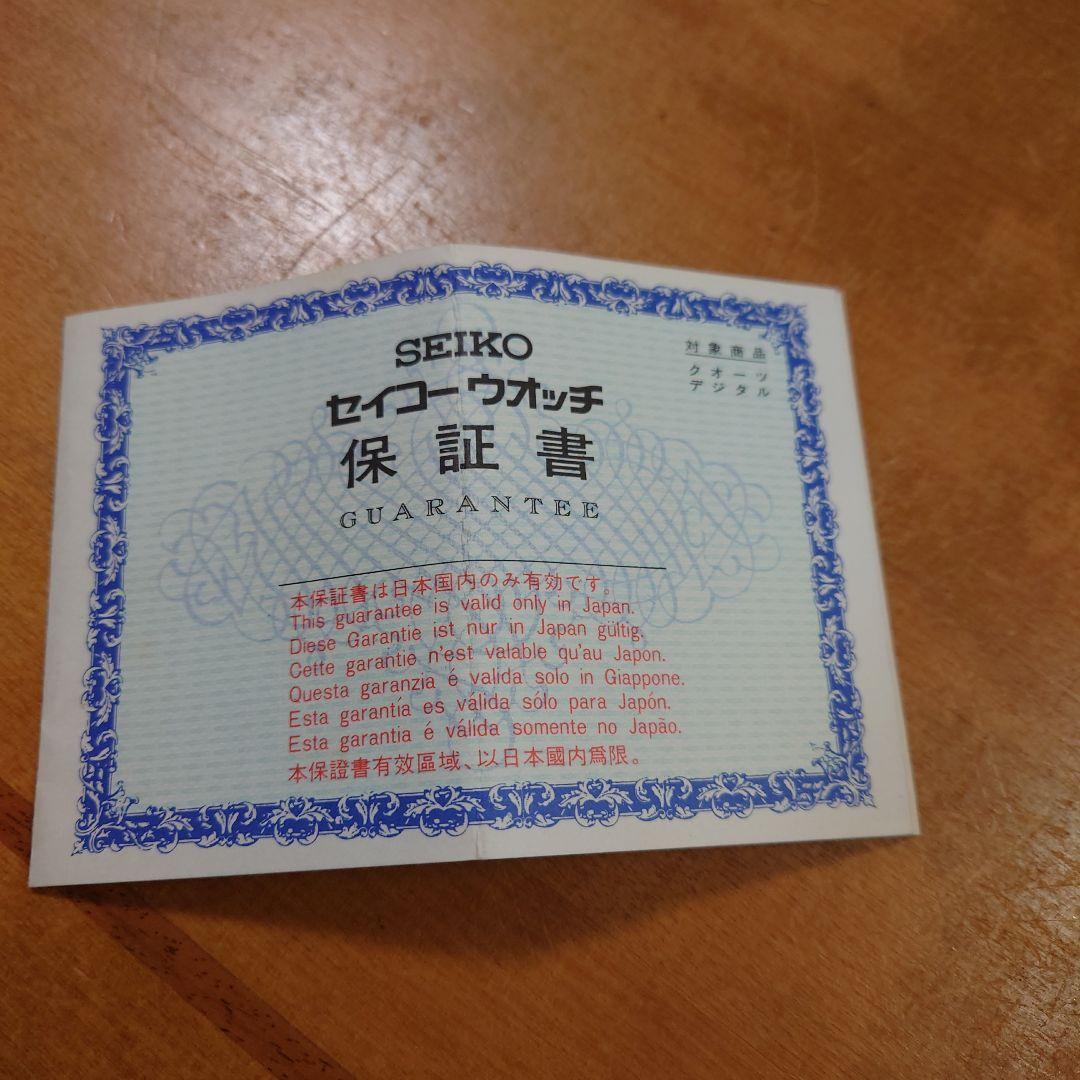 SEIKO
セイコーウオッチ
保証書
GUARANTEE
対象商品
クオーツ
デジタル
本保証書は日本国内のみ有効です。
This guarantee is valid only in Japan.
Diese Garantie ist nur in Japan gültig.
Cette garantie n'est valable qu'au Japon.
Questa garanzia é valida solo in Giappone.
Esta garantía es válida sólo para Japón.
Esta garantia é válida somente no Japão.
本保證書有效區域、以日本國内爲限。